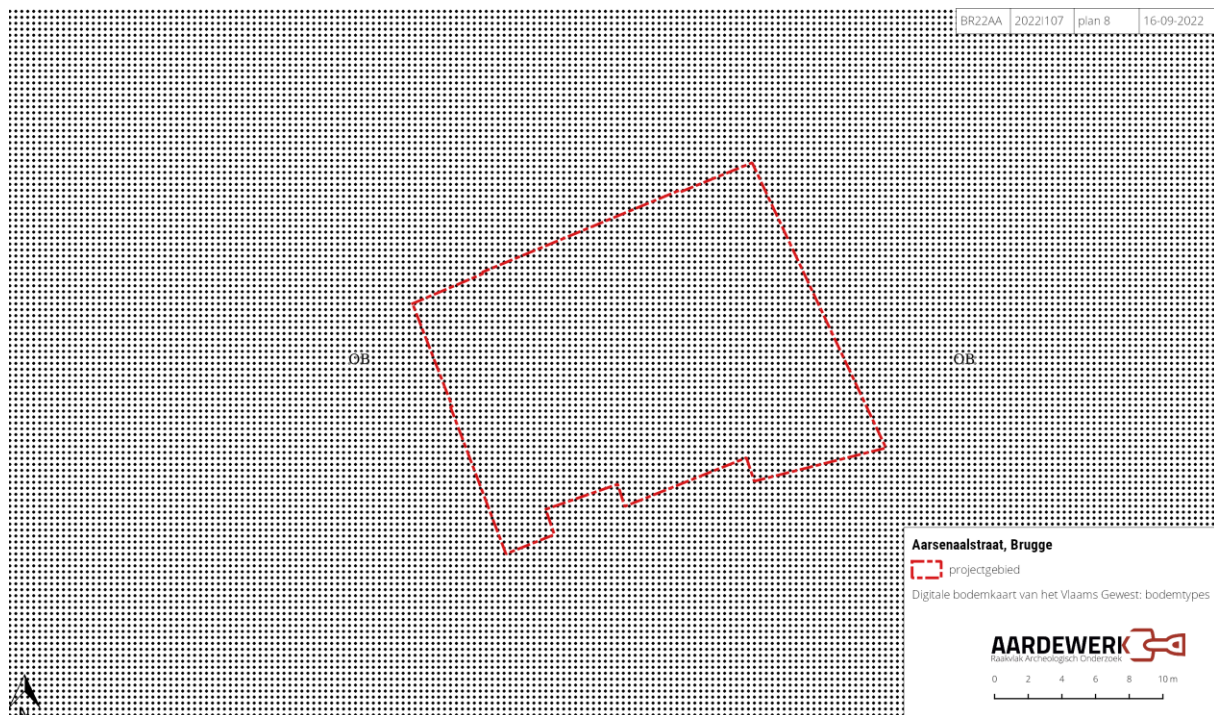 BR22AA 2022I107 plan 8 16-09-2022
OB OB
Aarsenaalstraat, Brugge
projectgebied
Digitale bodemkaart van het Vlaams Gewest: bodemtypes
AARDEWERK
Raakvlak Archeologisch Onderzoek
0 2 4 6 8 10 m
N